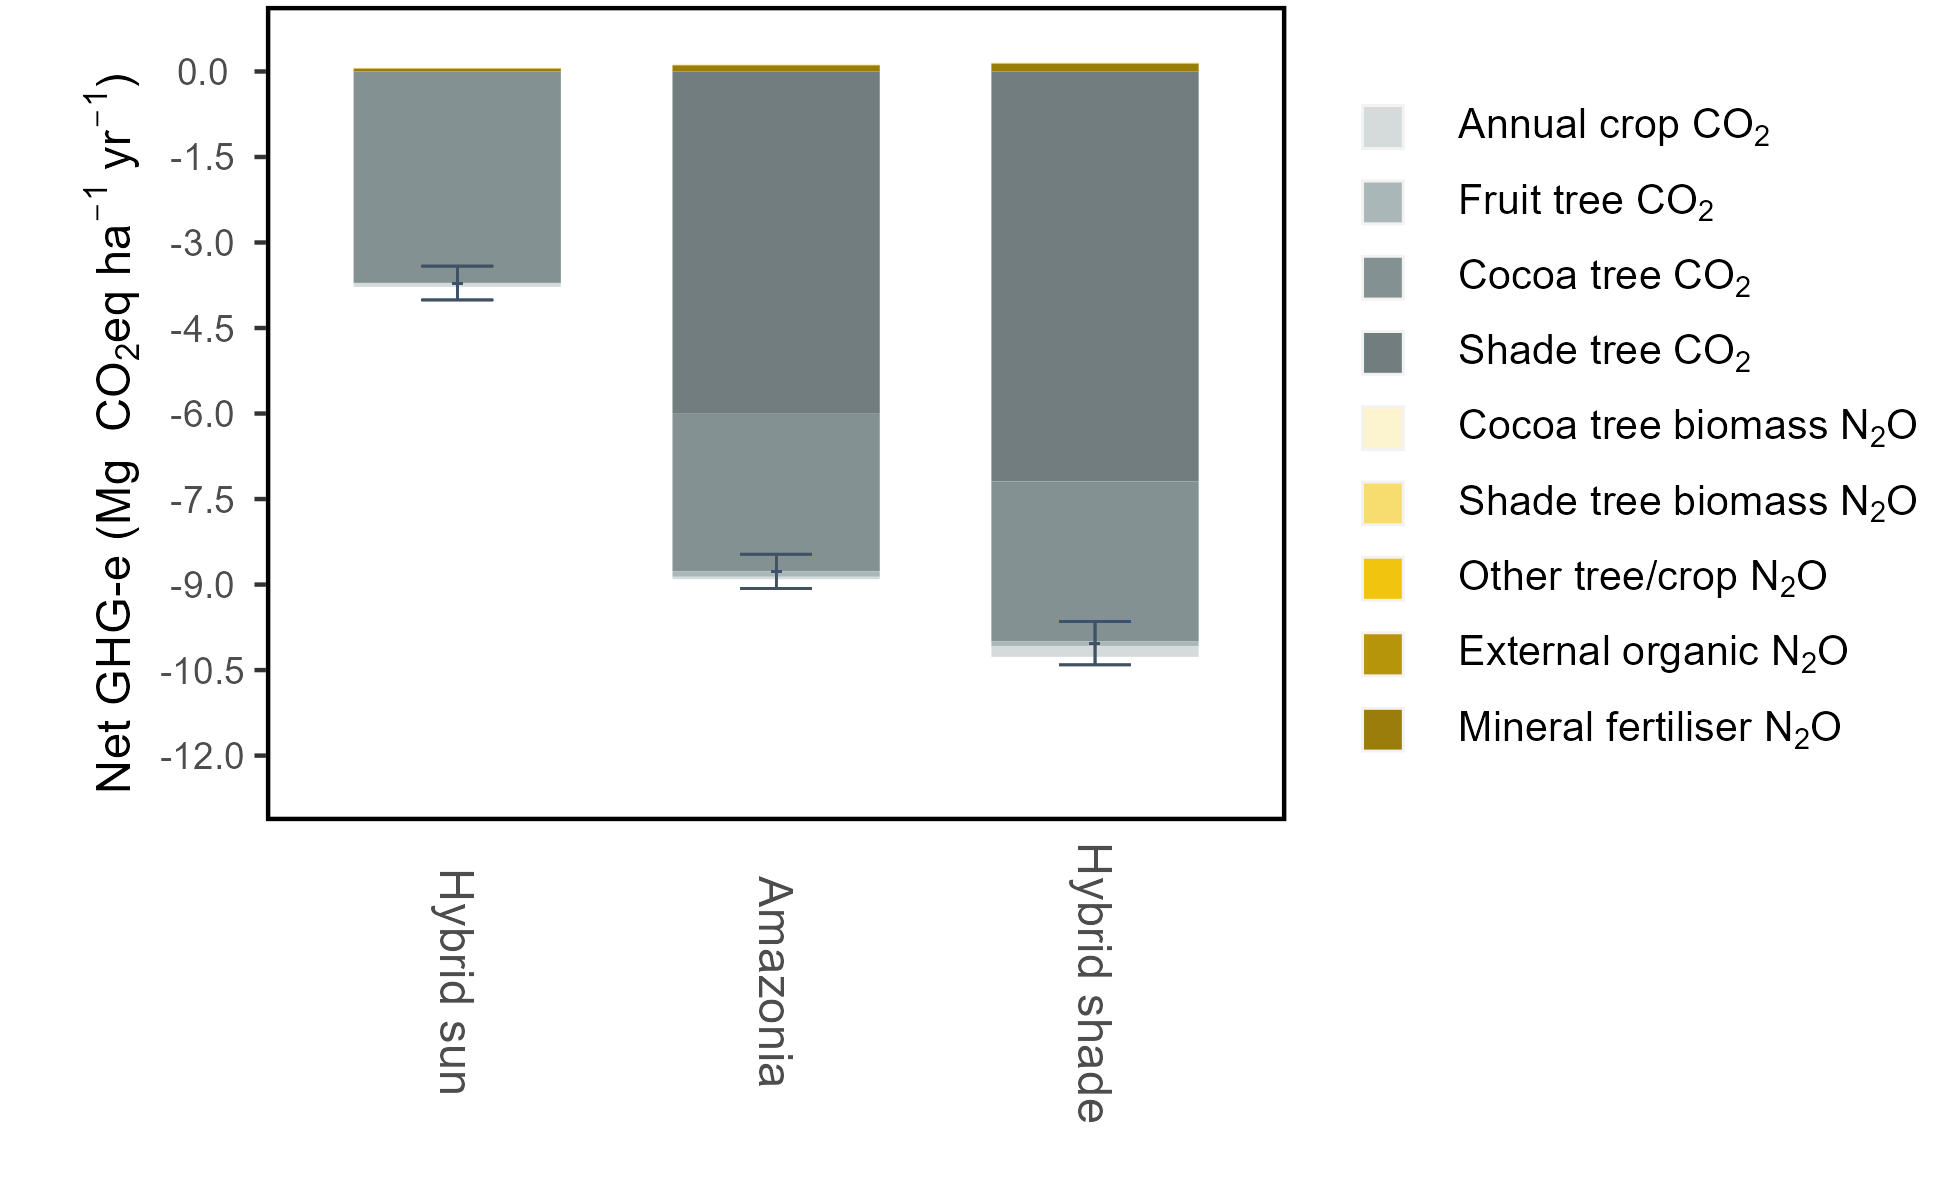 Net GHG-e (Mg CO₂eq ha⁻¹ yr⁻¹)
0.0
-1.5
-3.0
-4.5
-6.0
-7.5
-9.0
-10.5
-12.0
Hybrid sun
Amazonia
Hybrid shade
Annual crop CO₂
Fruit tree CO₂
Cocoa tree CO₂
Shade tree CO₂
Cocoa tree biomass N₂O
Shade tree biomass N₂O
Other tree/crop N₂O
External organic N₂O
Mineral fertiliser N₂O